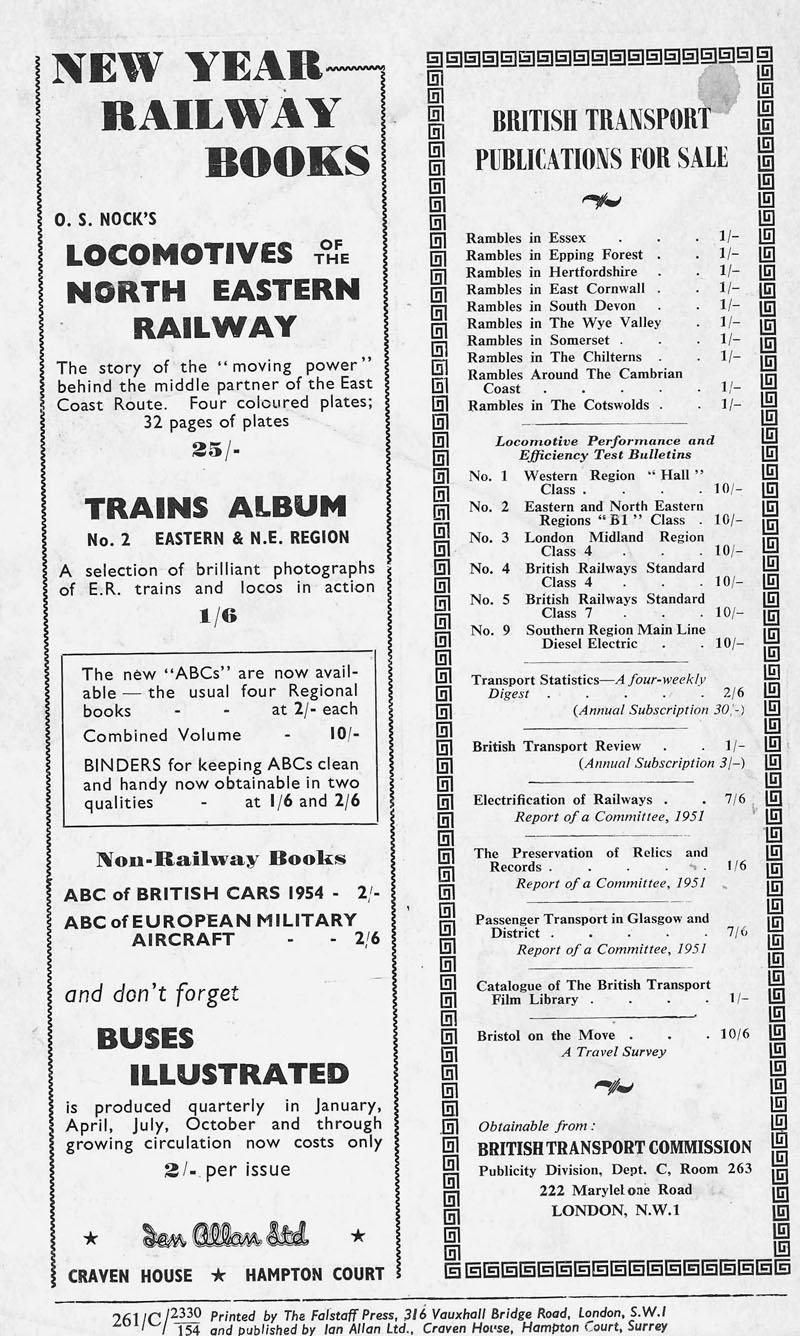 NEW YEAR
RAILWAY
BOOKS
O. S. NOCK'S
LOCOMOTIVES OF THE
NORTH EASTERN
RAILWAY
The story of the "moving power"
behind the middle partner of the East
Coast Route. Four coloured plates;
32 pages of plates
25/-
TRAINS ALBUM
No. 2 EASTERN & N.E. REGION
A selection of brilliant photographs
of E.R. trains and locos in action
1/6
The new "ABCs" are now avail-
able — the usual four Regional
books - - at 2/- each
Combined Volume - 10/-
BINDERS for keeping ABCs clean
and handy now obtainable in two
qualities - at 1/6 and 2/6
Non-Railway Books
ABC of BRITISH CARS 1954 - 2/-
ABC of EUROPEAN MILITARY
AIRCRAFT - - 2/6
and don't forget
BUSES
ILLUSTRATED
is produced quarterly in January,
April, July, October and through
growing circulation now costs only
2/- per issue
★ Ian Allan Ltd ★
CRAVEN HOUSE ★ HAMPTON COURT
BRITISH TRANSPORT
PUBLICATIONS FOR SALE
Rambles in Essex . . . 1/-
Rambles in Epping Forest . . 1/-
Rambles in Hertfordshire . . 1/-
Rambles in East Cornwall . . 1/-
Rambles in South Devon . . 1/-
Rambles in The Wye Valley . 1/-
Rambles in Somerset . . . 1/-
Rambles in The Chilterns . . 1/-
Rambles Around The Cambrian
Coast . . . . . 1/-
Rambles in The Cotswolds . . 1/-
Locomotive Performance and
Efficiency Test Bulletins
No. 1 Western Region "Hall"
Class . . . . 10/-
No. 2 Eastern and North Eastern
Regions "B1" Class . 10/-
No. 3 London Midland Region
Class 4 . . . 10/-
No. 4 British Railways Standard
Class 4 . . . 10/-
No. 5 British Railways Standard
Class 7 . . . 10/-
No. 9 Southern Region Main Line
Diesel Electric . . 10/-
Transport Statistics—A four-weekly
Digest . . . . . 2/6
(Annual Subscription 30/-)
British Transport Review . . 1/-
(Annual Subscription 3/-)
Electrification of Railways . . 7/6
Report of a Committee, 1951
The Preservation of Relics and
Records . . . . . 1/6
Report of a Committee, 1951
Passenger Transport in Glasgow and
District . . . . . 7/6
Report of a Committee, 1951
Catalogue of The British Transport
Film Library . . . . 1/-
Bristol on the Move . . . 10/6
A Travel Survey
Obtainable from :
BRITISH TRANSPORT COMMISSION
Publicity Division, Dept. C, Room 263
222 Marylebone Road
LONDON, N.W.1
261/C/2330/154 Printed by The Falstaff Press, 316 Vauxhall Bridge Road, London, S.W.1
and published by Ian Allan Ltd., Craven House, Hampton Court, Surrey